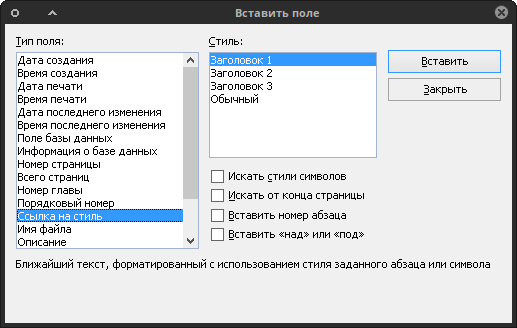 Вставить поле
Тип поля:
Дата создания
Время создания
Дата печати
Время печати
Дата последнего изменения
Время последнего изменения
Поле базы данных
Информация о базе данных
Номер страницы
Всего страниц
Номер главы
Порядковый номер
Ссылка на стиль
Имя файла
Описание
Стиль:
Заголовок 1
Заголовок 2
Заголовок 3
Обычный
Искать стили символов
Искать от конца страницы
Вставить номер абзаца
Вставить «над» или «под»
Вставить
Закрыть
Ближайший текст, форматированный с использованием стиля заданного абзаца или символа